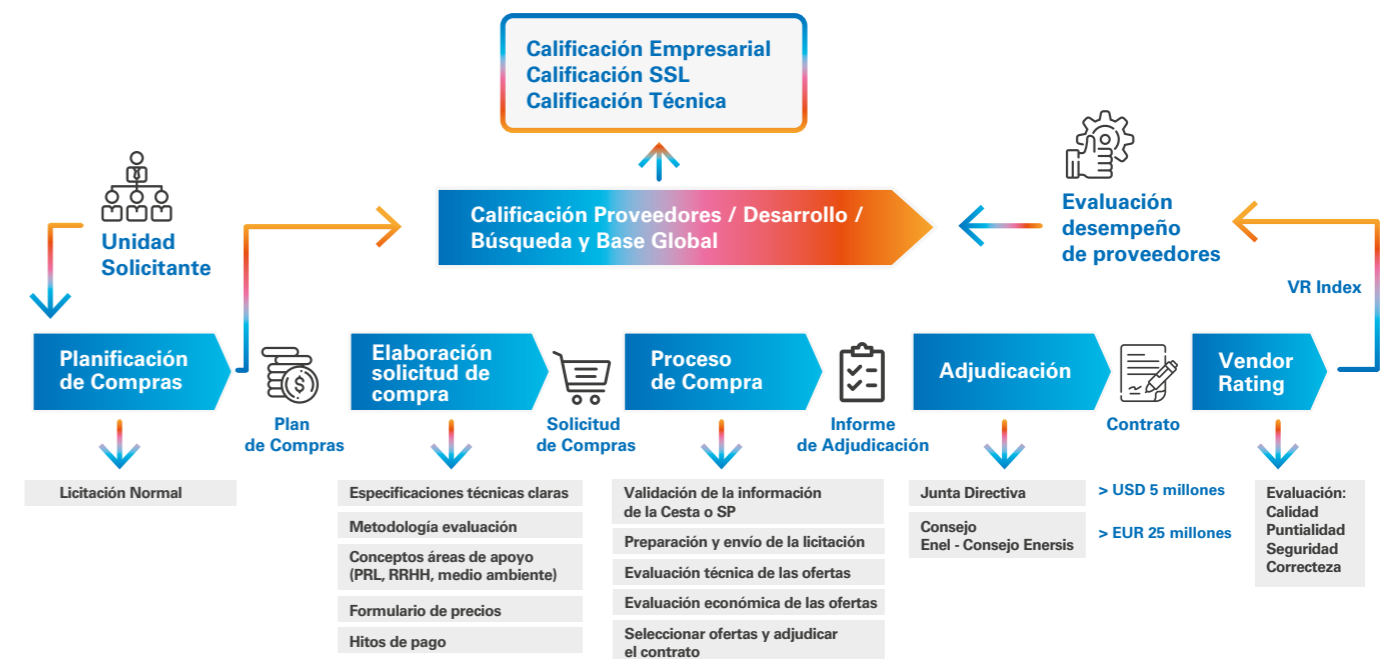 Calificación Empresarial
Calificación SSL
Calificación Técnica
Unidad
Solicitante
Calificación Proveedores / Desarrollo /
Búsqueda y Base Global
Evaluación
desempeño
de proveedores
VR Index
Planificación
de Compras
Plan
de Compras
Elaboración
solicitud de
compra
Solicitud
de Compras
Proceso
de Compra
Informe
de Adjudicación
Adjudicación
Contrato
Vendor
Rating
Licitación Normal
Especificaciones técnicas claras
Metodología evaluación
Conceptos áreas de apoyo
(PRL, RRHH, medio ambiente)
Formulario de precios
Hitos de pago
Validación de la información
de la Cesta o SP
Preparación y envío de la licitación
Evaluación técnica de las ofertas
Evaluación económica de las ofertas
Seleccionar ofertas y adjudicar
el contrato
Junta Directiva
> USD 5 millones
Consejo
Enel - Consejo Enersis
> EUR 25 millones
Evaluación:
Calidad
Puntialidad
Seguridad
Correcteza